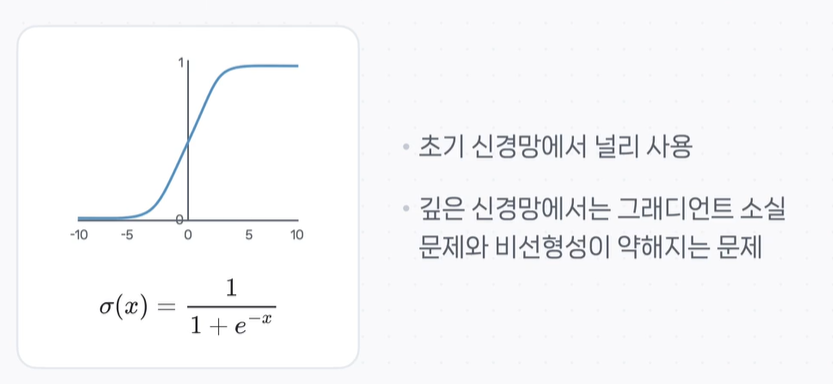 1
0
-10 -5 0 5 10
σ(x) = 1 / (1 + e^{-x})
• 초기 신경망에서 널리 사용
• 깊은 신경망에서는 그래디언트 소실
문제와 비선형성이 약해지는 문제